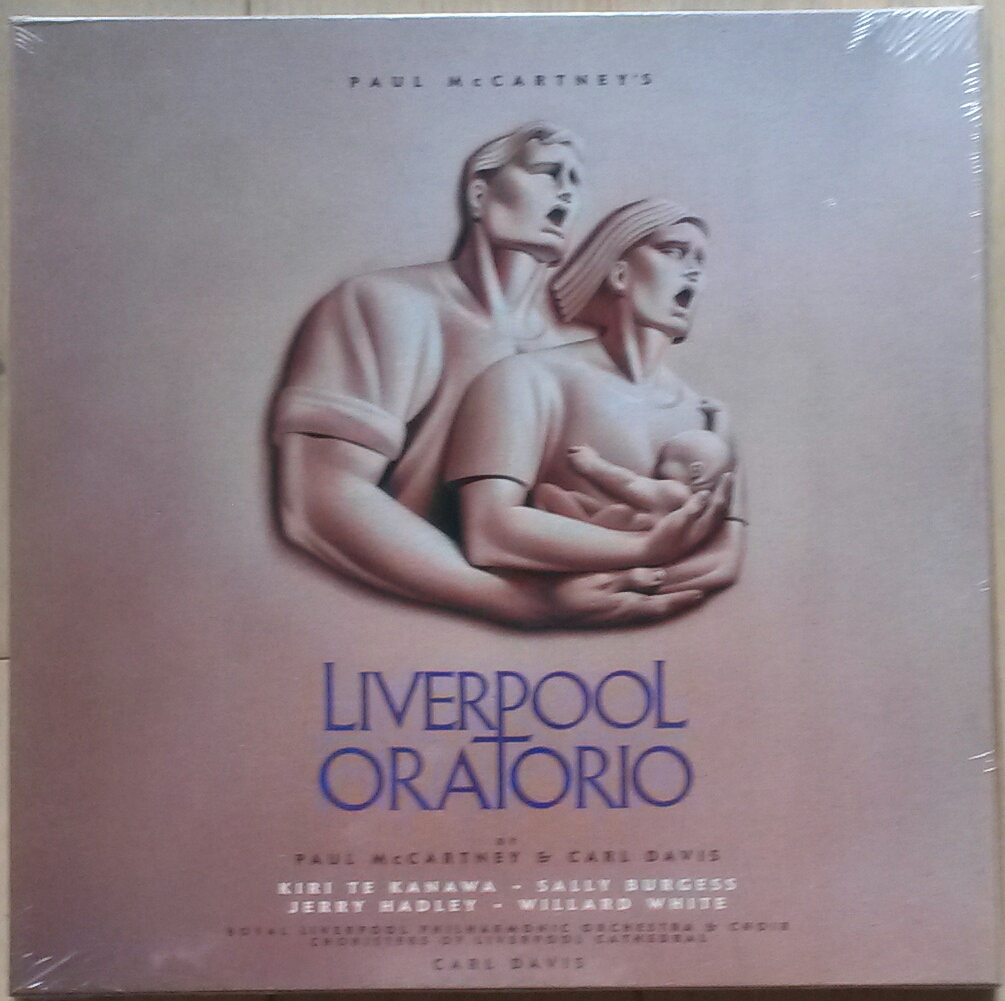 PAUL McCARTNEY'S
LIVERPOOL
ORATORIO
BY
PAUL McCARTNEY & CARL DAVIS
KIRI TE KANAWA - SALLY BURGESS
JERRY HADLEY - WILLARD WHITE
ROYAL LIVERPOOL PHILHARMONIC ORCHESTRA & CHOIR
CHORISTERS OF LIVERPOOL CATHEDRAL
CARL DAVIS